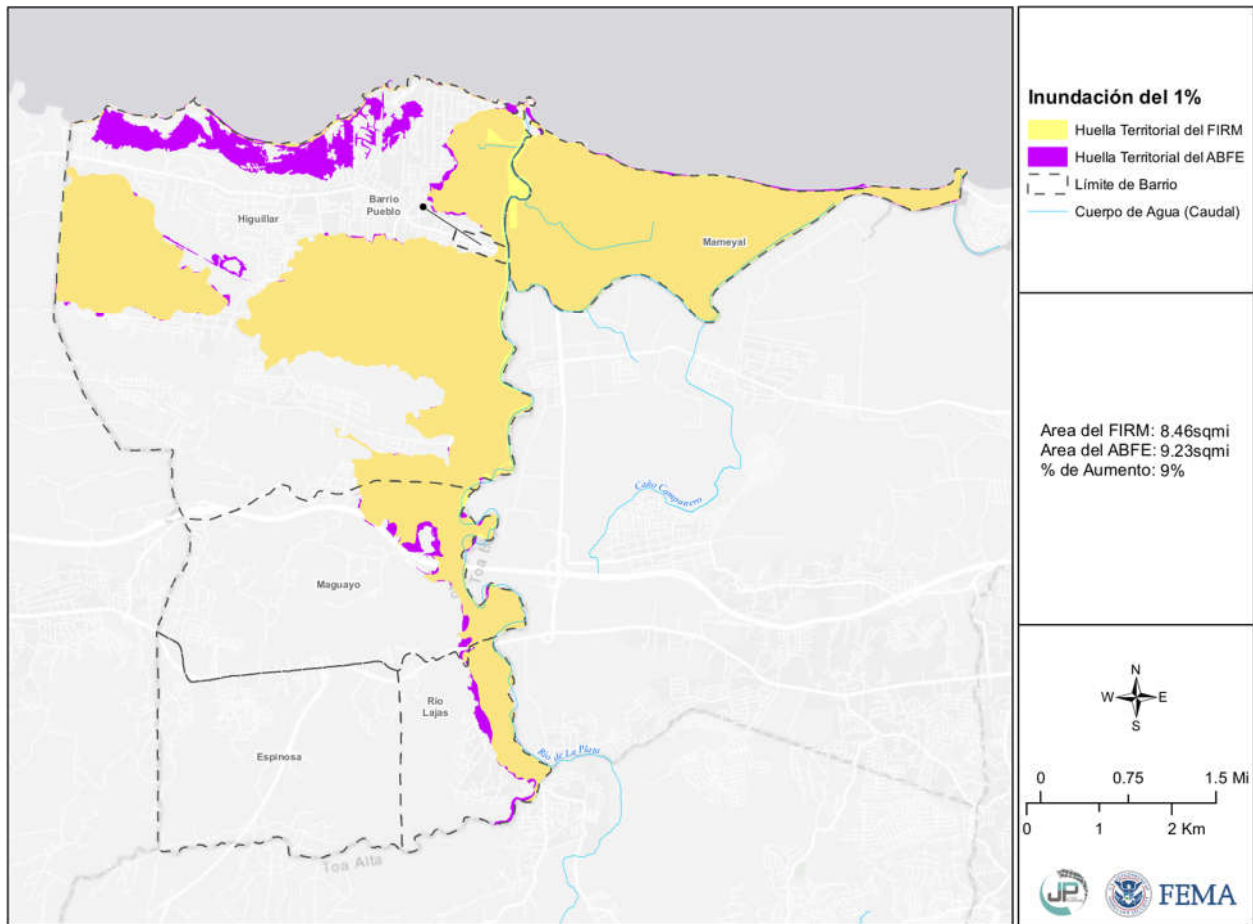 Higuillar
Barrio
Pueblo
Mameyal
Caño Campanero
Maguayo
Toa B
Río
Lajas
Espinosa
Río de La Plata
Toa Alta
Inundación del 1%
Huella Territorial del FIRM
Huella Territorial del ABFE
Límite de Barrio
Cuerpo de Agua (Caudal)
Area del FIRM: 8.46sqmi
Area del ABFE: 9.23sqmi
% de Aumento: 9%
N
W E
S
0 0.75 1.5 Mi
0 1 2 Km
JP
FEMA